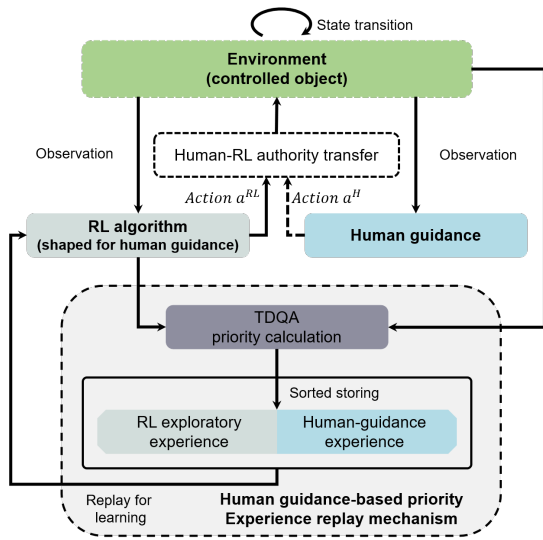 State transition
Environment
(controlled object)
Observation
Human-RL authority transfer
Observation
Action a^{RL}
Action a^{H}
RL algorithm
(shaped for human guidance)
Human guidance
TDQA
priority calculation
Sorted storing
RL exploratory
experience
Human-guidance
experience
Replay for
learning
Human guidance-based priority
Experience replay mechanism